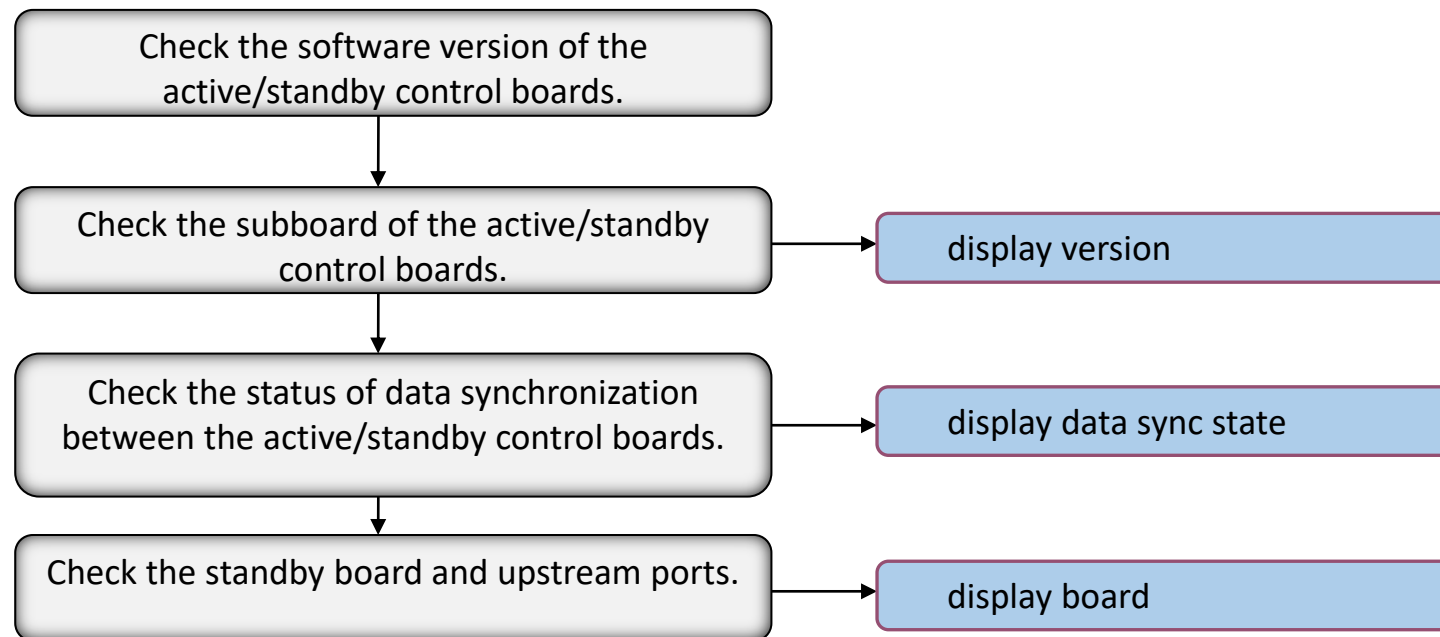 Check the software version of the
active/standby control boards.
Check the subboard of the active/standby
control boards.
display version
Check the status of data synchronization
between the active/standby control boards.
display data sync state
Check the standby board and upstream ports.
display board